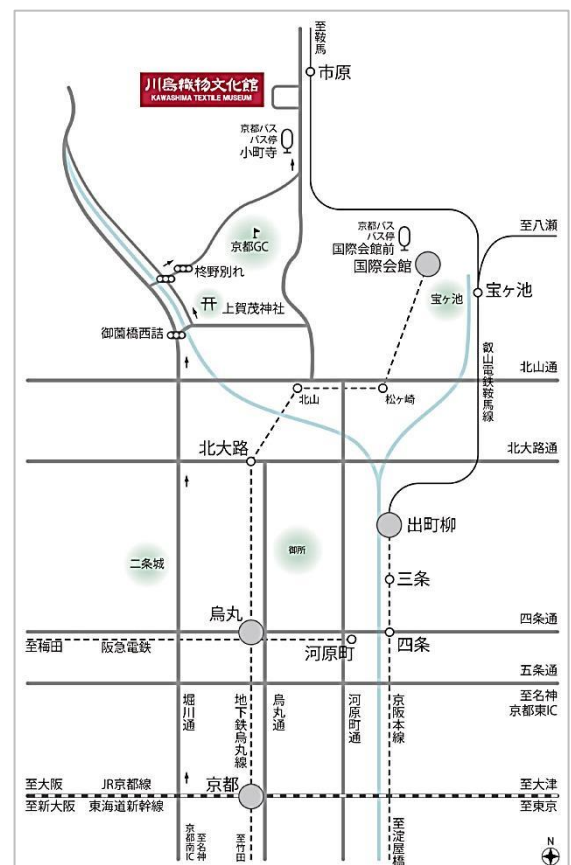 至鞍馬
市原
川島織物文化館
KAWASHIMA TEXTILE MUSEUM
京都バス
バス停
小町寺
京都GC
京都バス
バス停
国際会館前
国際会館
至八瀬
柊野別れ
宝ヶ池
宝ヶ池
上賀茂神社
御薗橋西詰
叡山電鉄鞍馬線
北山通
北山
松ヶ崎
北大路
北大路通
出町柳
二条城
御所
三条
烏丸
四条通
至梅田
阪急電鉄
河原町
四条
五条通
堀川通
地下鉄烏丸線
烏丸通
河原町通
京阪本線
至名神
京都東IC
至大阪
JR京都線
京都
至大津
至新大阪
東海道新幹線
至東京
至名神
京都南IC
至竹田
至淀屋橋
N